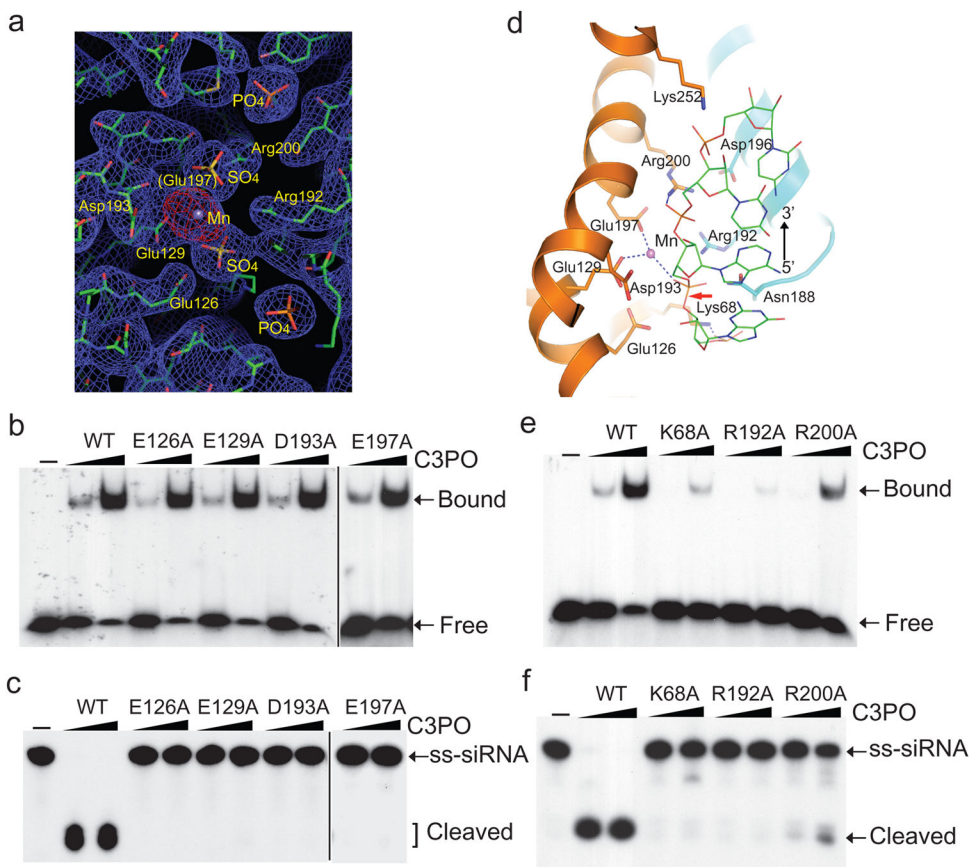 a
PO₄
Arg200
(Glu197)
SO₄
Asp193
Arg192
Mn
Glu129
SO₄
Glu126
PO₄
d
Lys252
Asp196
Arg200
Glu197
Mn
Arg192
3’
Glu129
5’
Asp193
Asn188
Lys68
Glu126
b
WT E126A E129A D193A E197A
C3PO
Bound
Free
c
WT E126A E129A D193A E197A
C3PO
ss-siRNA
Cleaved
e
WT K68A R192A R200A
C3PO
Bound
Free
f
WT K68A R192A R200A
C3PO
ss-siRNA
Cleaved